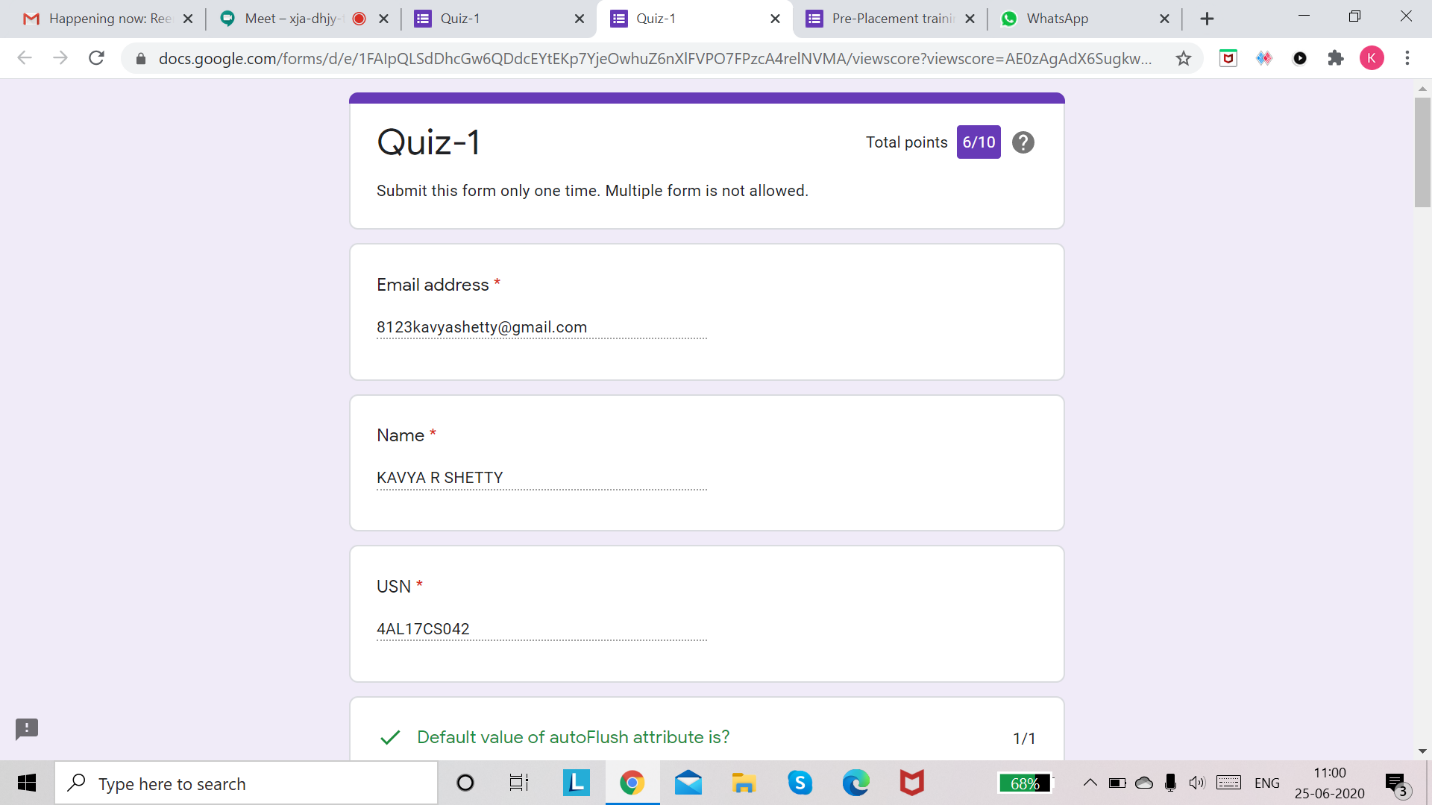 Happening now: Ree
Meet – xja-dhjy-
Quiz-1
Quiz-1
Pre-Placement traini
WhatsApp
docs.google.com/forms/d/e/1FAIpQLSdDhcGw6QDdcEYtEKp7YjeOwhuZ6nXlFVPO7FPzcA4relNVMA/viewscore?viewscore=AE0zAgAdX6Sugkw...
K
Quiz-1
Total points 6/10
Submit this form only one time. Multiple form is not allowed.
Email address *
8123kavyashetty@gmail.com
Name *
KAVYA R SHETTY
USN *
4AL17CS042
Default value of autoFlush attribute is?
1/1
Type here to search
L
S
68%
ENG
11:00
25-06-2020
3